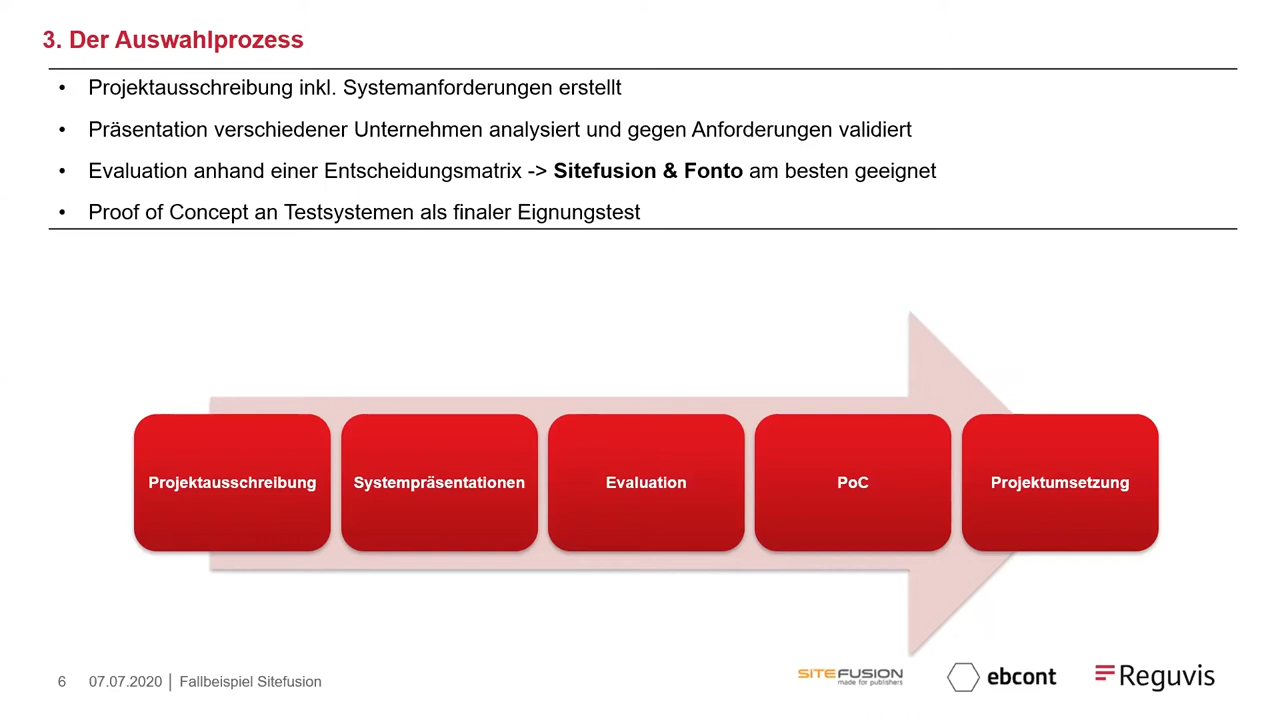 3. Der Auswahlprozess
• Projektausschreibung inkl. Systemanforderungen erstellt
• Präsentation verschiedener Unternehmen analysiert und gegen Anforderungen validiert
• Evaluation anhand einer Entscheidungsmatrix -> Sitefusion & Fonto am besten geeignet
• Proof of Concept an Testsystemen als finaler Eignungstest
Projektausschreibung
Systempräsentationen
Evaluation
PoC
Projektumsetzung
6 07.07.2020 | Fallbeispiel Sitefusion
SITEFUSION
made for publishers
ebcont
Reguvis